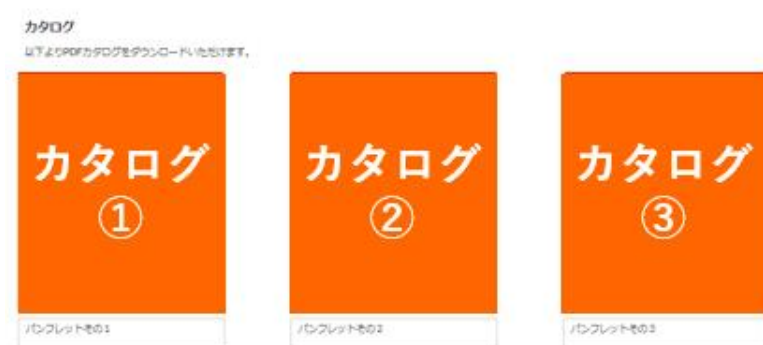 カタログ
以下よりPDFカタログをダウンロードいただけます。
カタログ
①
カタログ
②
カタログ
③
パンフレットその1
パンフレットその2
パンフレットその3